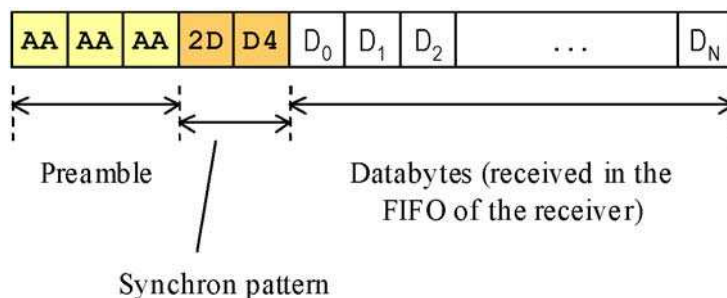 AA AA AA 2D D4 D0 D1 D2 ... DN
Preamble
Databytes (received in the
FIFO of the receiver)
Synchron pattern